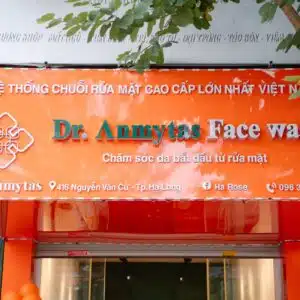 Ệ THỐNG CHUỖI RỬA MẶT CAO CẤP LỚN NHẤT VIỆT N
Dr. Anmytas Face wa
Chăm sóc da bắt đầu từ rửa mặt
nmytas 416 Nguyễn Văn Cừ - Tp. Hạ Long Ha Rose 096 3